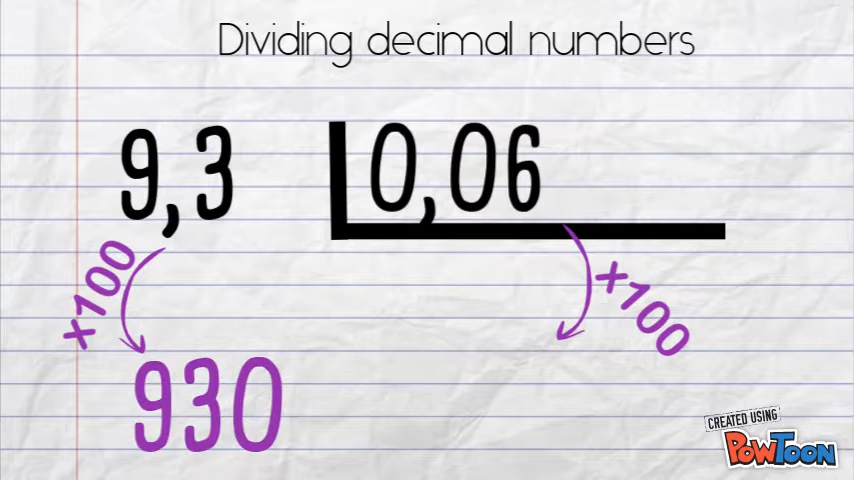 Dividing decimal numbers
9,3 0,06
x100 x100
930
CREATED USING
POWTOON